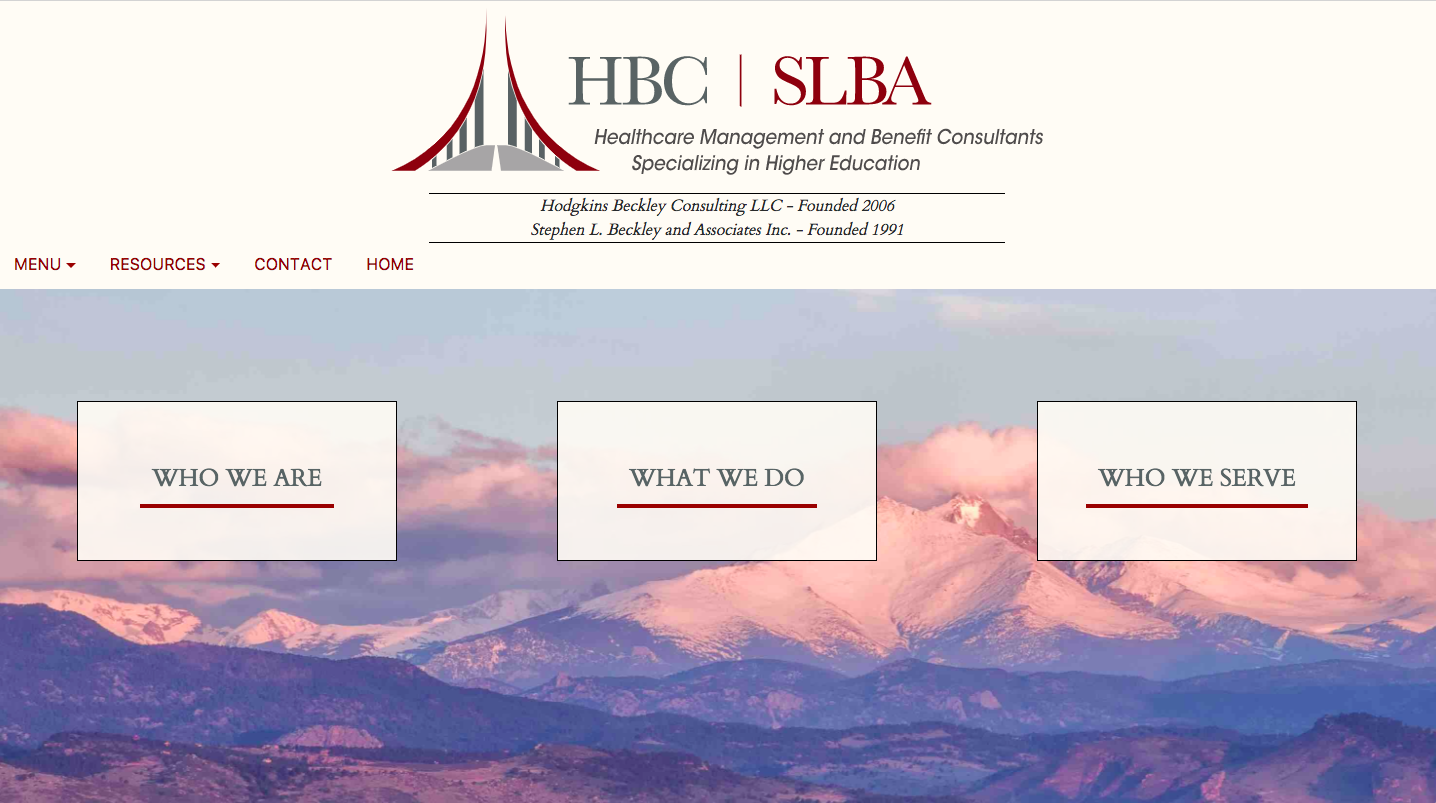 HBC | SLBA
Healthcare Management and Benefit Consultants
Specializing in Higher Education
Hodgkins Beckley Consulting LLC - Founded 2006
Stephen L. Beckley and Associates Inc. - Founded 1991
MENU RESOURCES CONTACT HOME
WHO WE ARE WHAT WE DO WHO WE SERVE